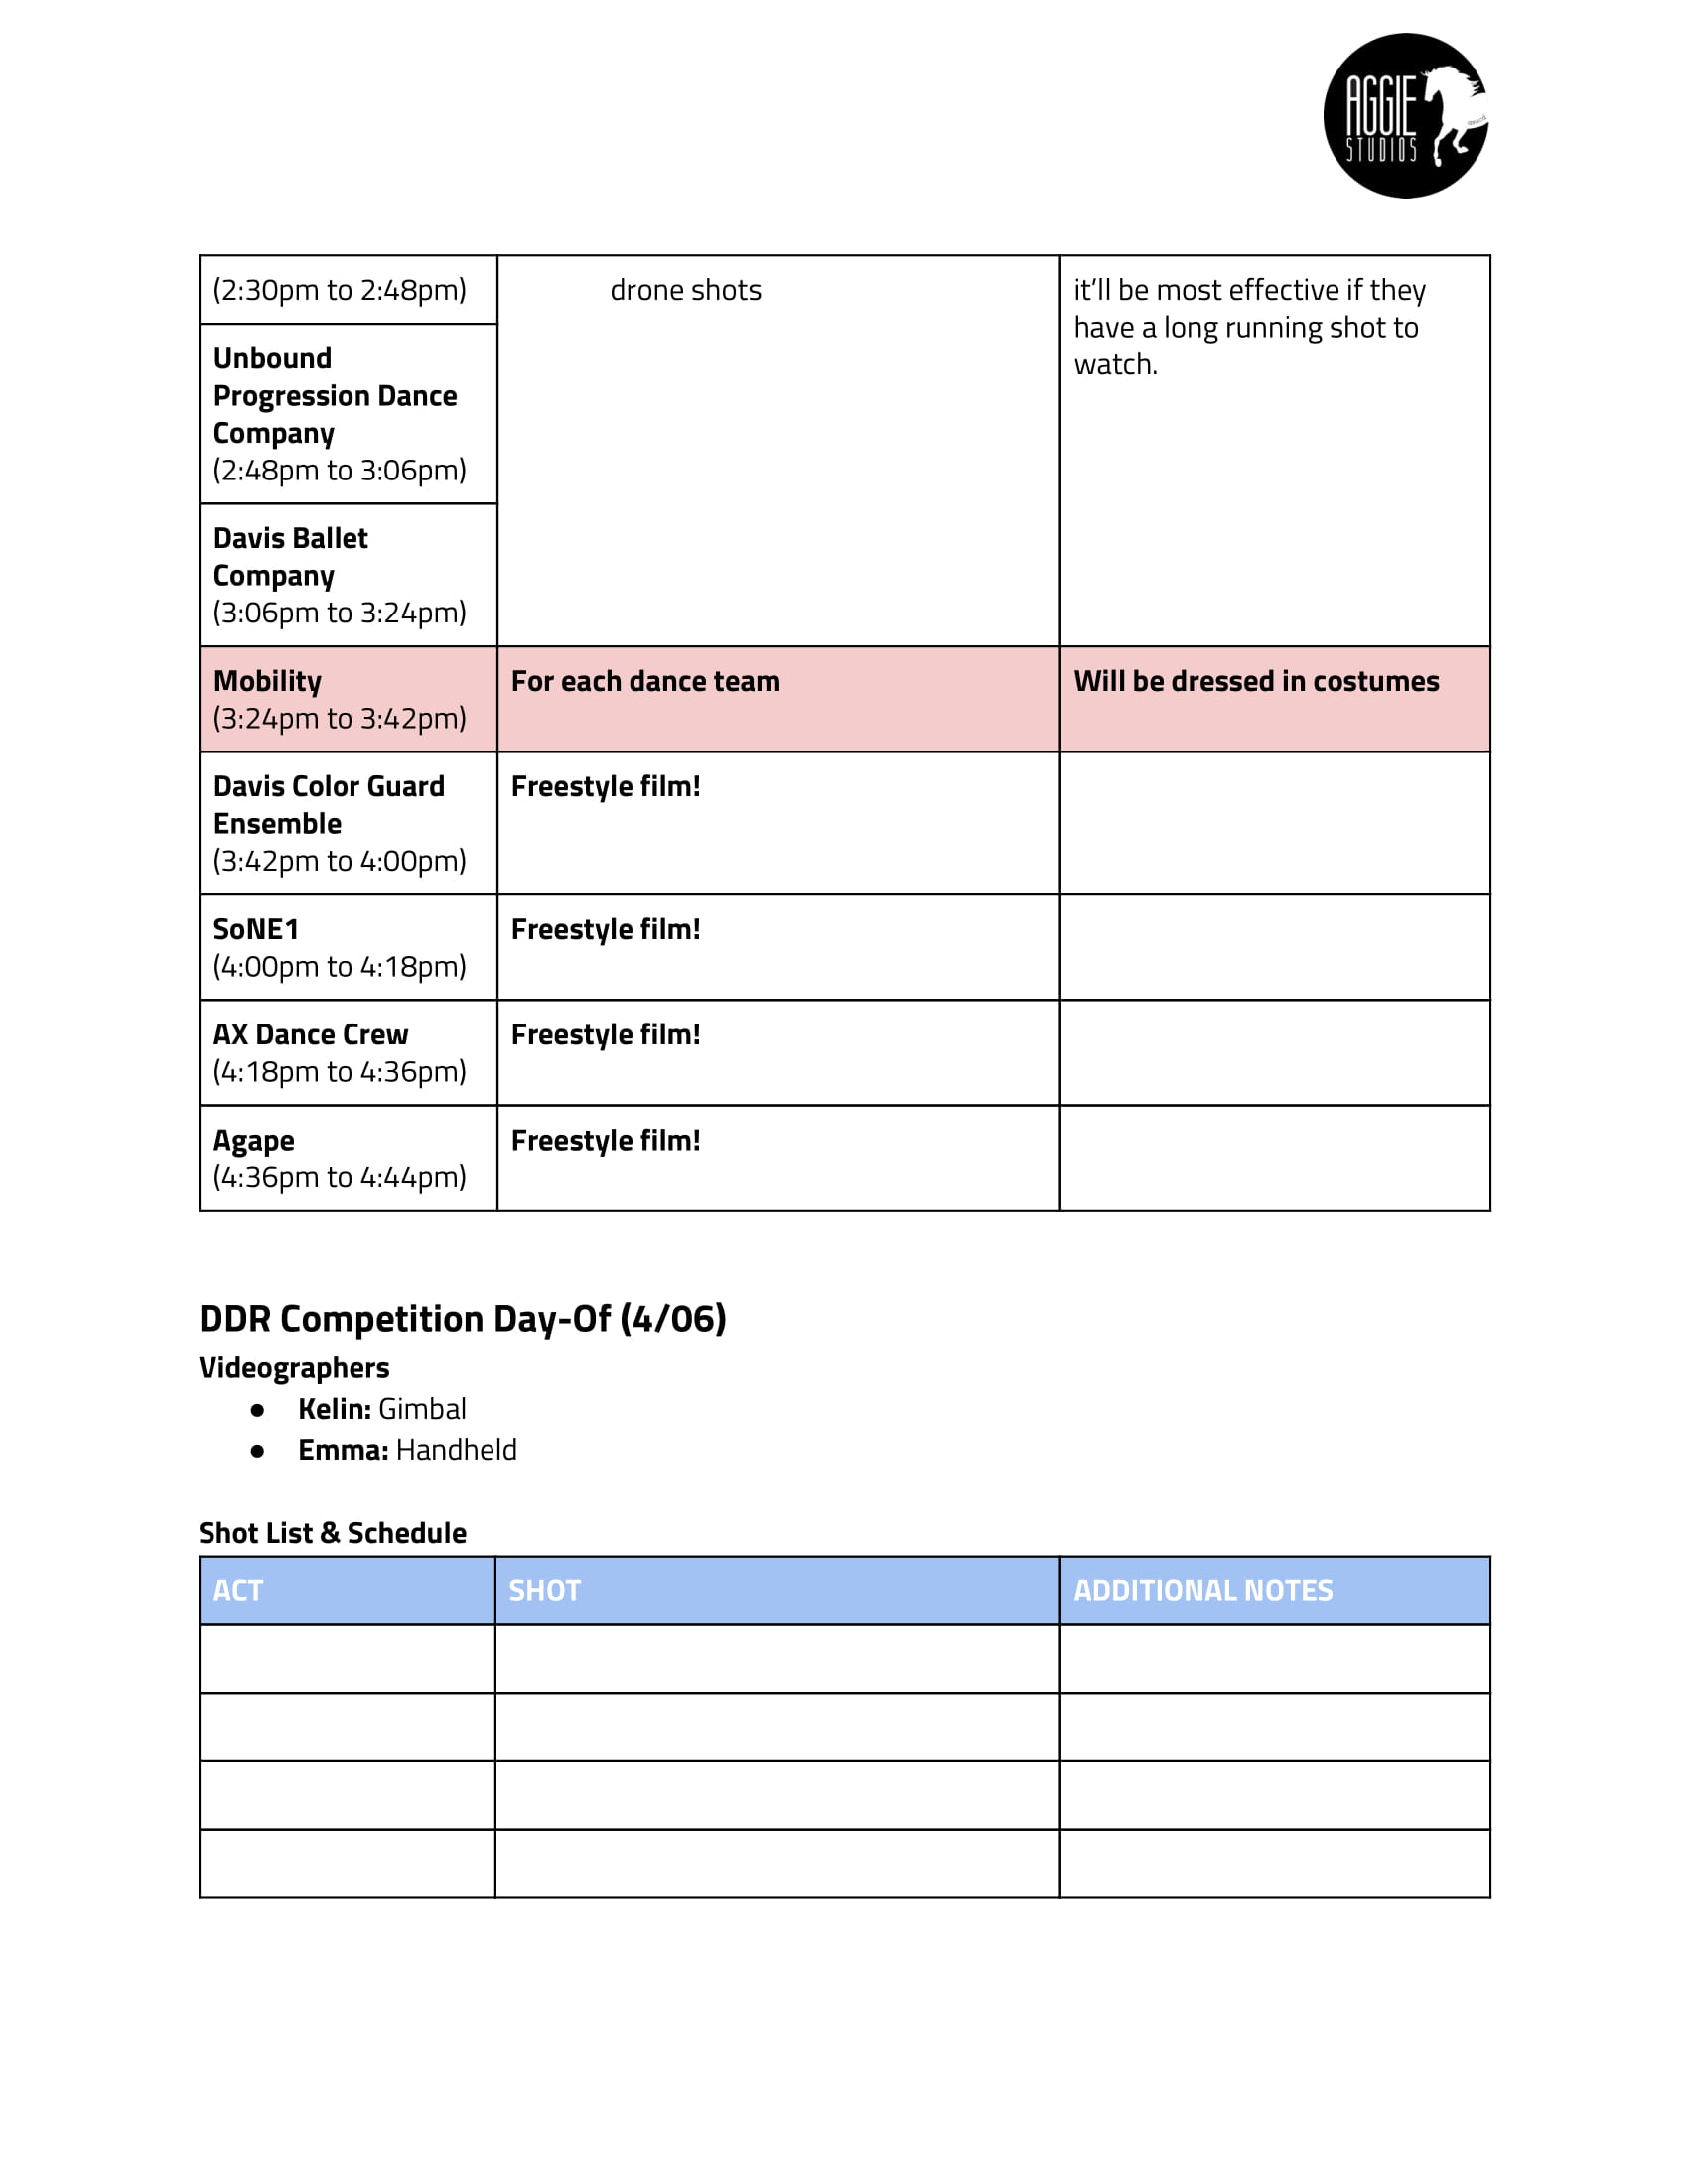 AGGIE
STUDIOS
(2:30pm to 2:48pm)
drone shots
it’ll be most effective if they
have a long running shot to
watch.
Unbound
Progression Dance
Company
(2:48pm to 3:06pm)
Davis Ballet
Company
(3:06pm to 3:24pm)
Mobility
(3:24pm to 3:42pm)
For each dance team
Will be dressed in costumes
Davis Color Guard
Ensemble
(3:42pm to 4:00pm)
Freestyle film!
SoNE1
(4:00pm to 4:18pm)
Freestyle film!
AX Dance Crew
(4:18pm to 4:36pm)
Freestyle film!
Agape
(4:36pm to 4:44pm)
Freestyle film!
DDR Competition Day-Of (4/06)
Videographers
● Kelin: Gimbal
● Emma: Handheld
Shot List & Schedule
ACT
SHOT
ADDITIONAL NOTES